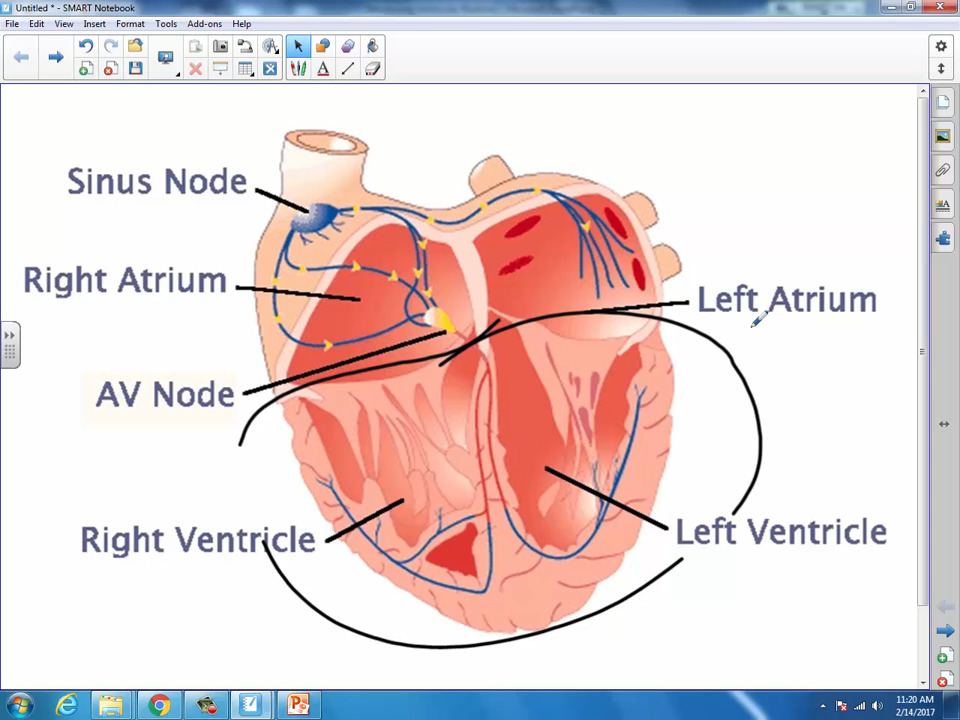 Untitled * - SMART Notebook
File Edit View Insert Format Tools Add-ons Help
Sinus Node
Right Atrium
Left Atrium
AV Node
Right Ventricle
Left Ventricle
11:20 AM
2/14/2017